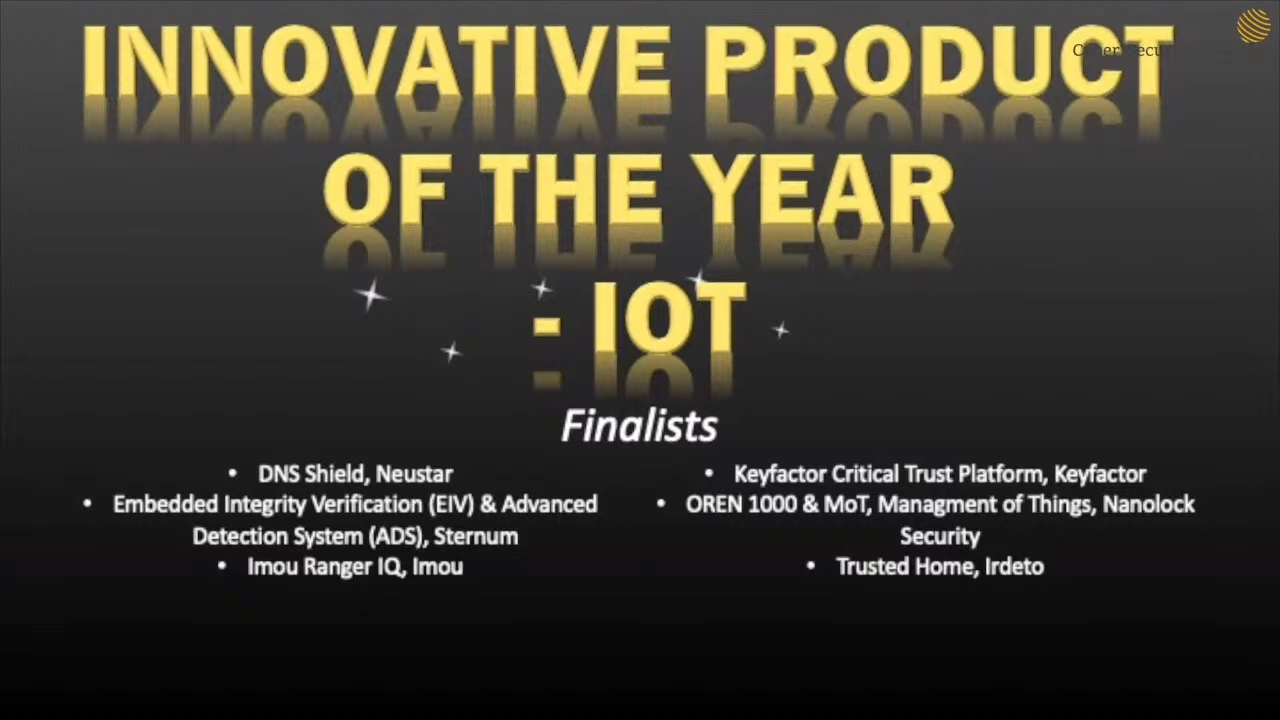 INNOVATIVE PRODUCT
OF THE YEAR
- IOT
Finalists
• DNS Shield, Neustar
• Embedded Integrity Verification (EIV) & Advanced
Detection System (ADS), Sternum
• Imou Ranger IQ, Imou
• Keyfactor Critical Trust Platform, Keyfactor
• OREN 1000 & MoT, Managment of Things, Nanolock
Security
• Trusted Home, Irdeto